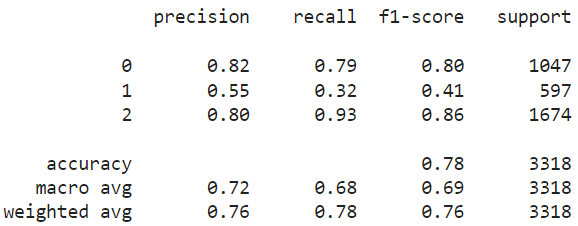 precision recall f1-score support
0 0.82 0.79 0.80 1047
1 0.55 0.32 0.41 597
2 0.80 0.93 0.86 1674
accuracy 0.78 3318
macro avg 0.72 0.68 0.69 3318
weighted avg 0.76 0.78 0.76 3318